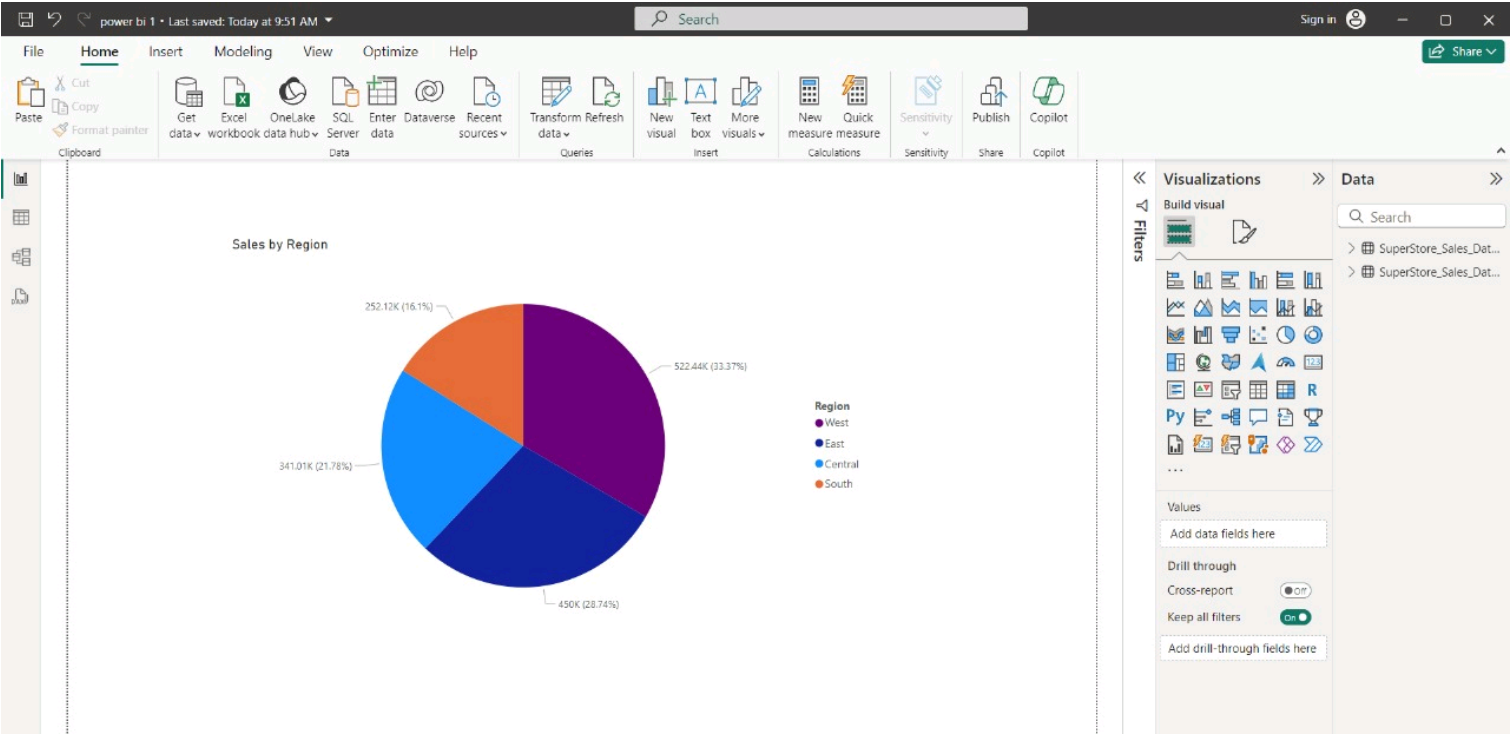 power bi 1 • Last saved: Today at 9:51 AM
Search
Sign in
File Home Insert Modeling View Optimize Help
Share
Paste
Cut
Copy
Format painter
Clipboard
Get data
Excel workbook
OneLake data hub
SQL Server
Enter data
Dataverse
Recent sources
Data
Transform data
Refresh
Queries
New visual
Text box
More visuals
Insert
New measure
Quick measure
Calculations
Sensitivity
Sensitivity
Publish
Share
Copilot
Copilot
Sales by Region
252.12K (16.1%)
522.44K (33.37%)
341.01K (21.78%)
450K (28.74%)
Region
West
East
Central
South
Filters
Visualizations
Build visual
123
R
Py
123
...
Values
Add data fields here
Drill through
Cross-report
Off
Keep all filters
On
Add drill-through fields here
Data
Search
SuperStore_Sales_Dat...
SuperStore_Sales_Dat...